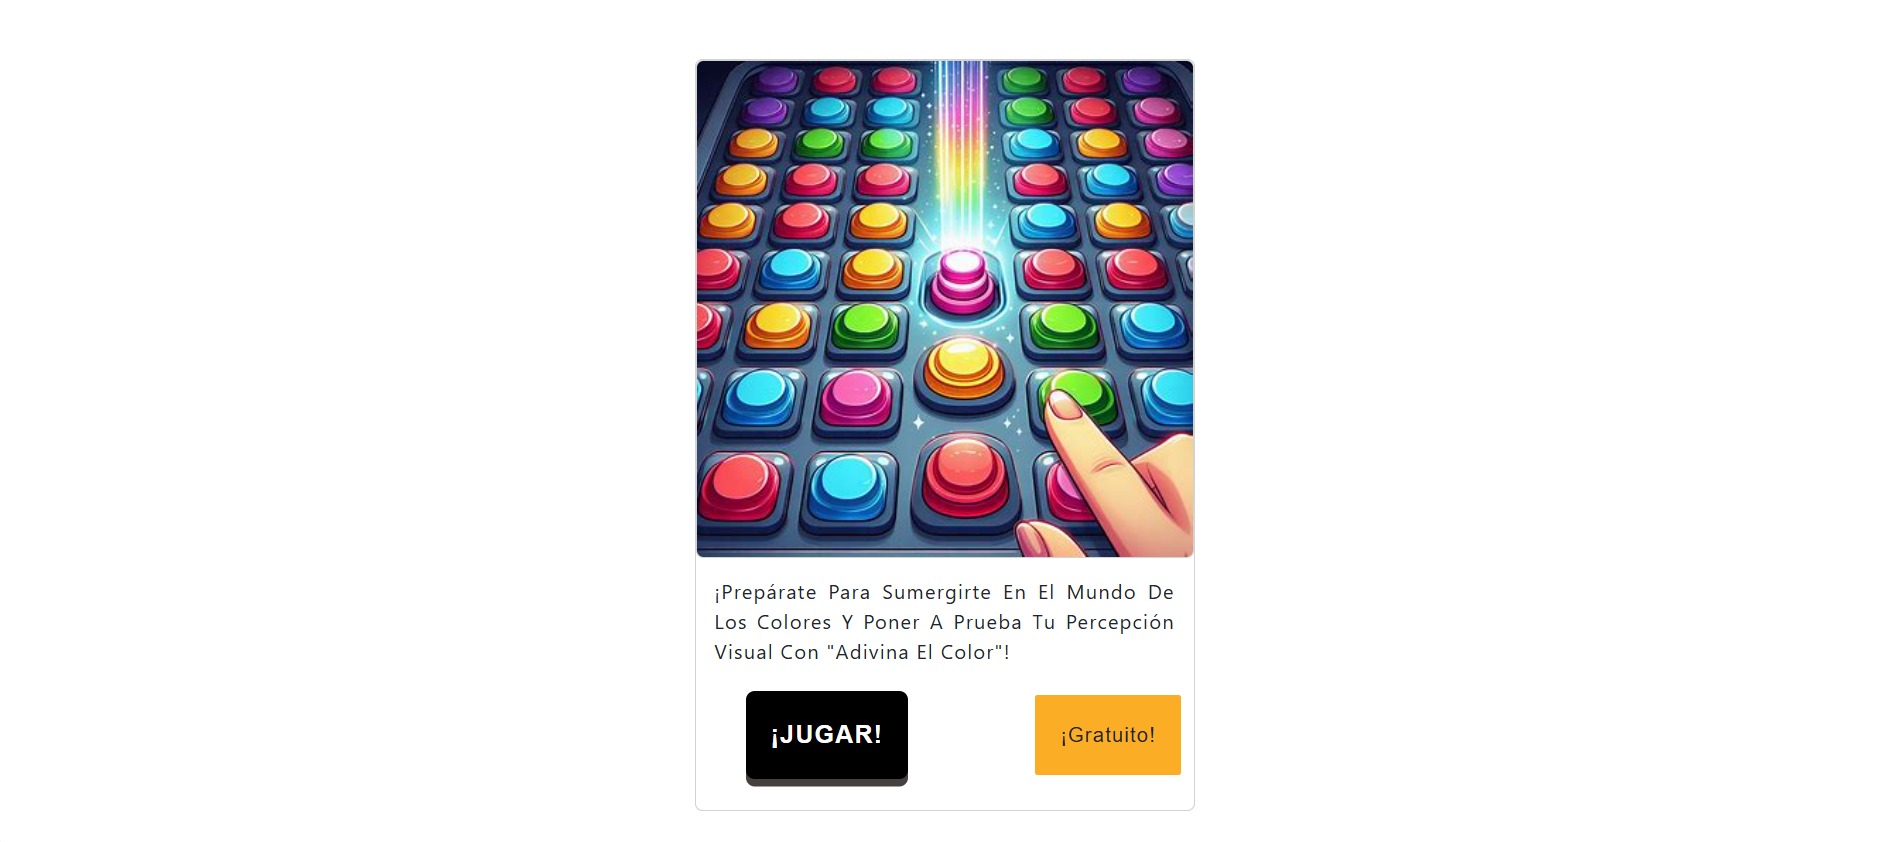 ¡Prepárate Para Sumergirte En El Mundo De
Los Colores Y Poner A Prueba Tu Percepción
Visual Con "Adivina El Color"!
¡JUGAR!
¡Gratuito!